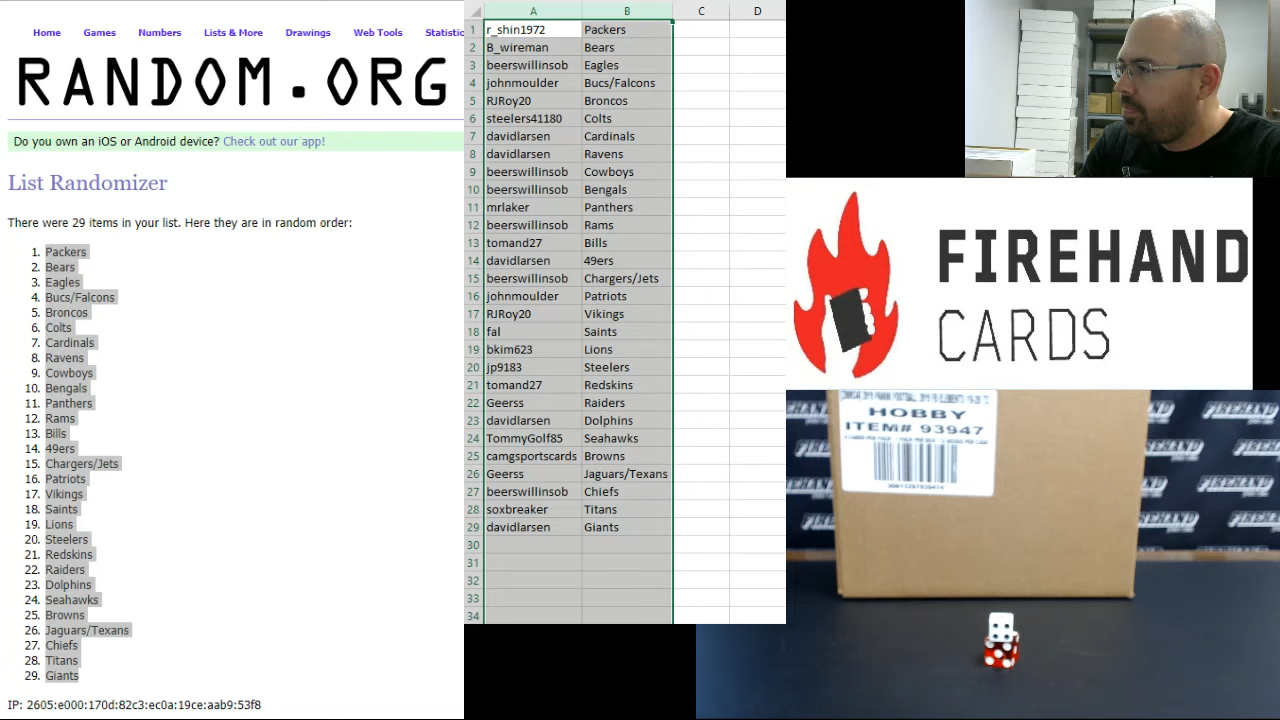 Home Games Numbers Lists & More Drawings Web Tools Statistic
RANDOM.ORG
Do you own an iOS or Android device? Check out our app!
List Randomizer
There were 29 items in your list. Here they are in random order:
1. Packers
2. Bears
3. Eagles
4. Bucs/Falcons
5. Broncos
6. Colts
7. Cardinals
8. Ravens
9. Cowboys
10. Bengals
11. Panthers
12. Rams
13. Bills
14. 49ers
15. Chargers/Jets
16. Patriots
17. Vikings
18. Saints
19. Lions
20. Steelers
21. Redskins
22. Raiders
23. Dolphins
24. Seahawks
25. Browns
26. Jaguars/Texans
27. Chiefs
28. Titans
29. Giants
IP: 2605:e000:170d:82c3:ec0a:19ce:aab9:53f8
A B C D
1 r_shin1972 Packers
2 B_wireman Bears
3 beerswillinsob Eagles
4 johnmoulder Bucs/Falcons
5 RJRoy20 Broncos
6 steelers41180 Colts
7 davidlarsen Cardinals
8 davidlarsen Ravens
9 beerswillinsob Cowboys
10 beerswillinsob Bengals
11 mrlaker Panthers
12 beerswillinsob Rams
13 tomand27 Bills
14 davidlarsen 49ers
15 beerswillinsob Chargers/Jets
16 johnmoulder Patriots
17 RJRoy20 Vikings
18 fal Saints
19 bkim623 Lions
20 jp9183 Steelers
21 tomand27 Redskins
22 Geerss Raiders
23 davidlarsen Dolphins
24 TommyGolf85 Seahawks
25 camgsportscards Browns
26 Geerss Jaguars/Texans
27 beerswillinsob Chiefs
28 soxbreaker Titans
29 davidlarsen Giants
30
31
32
33
34
FIREHAND
CARDS
HOBBY
ITEM# 93947